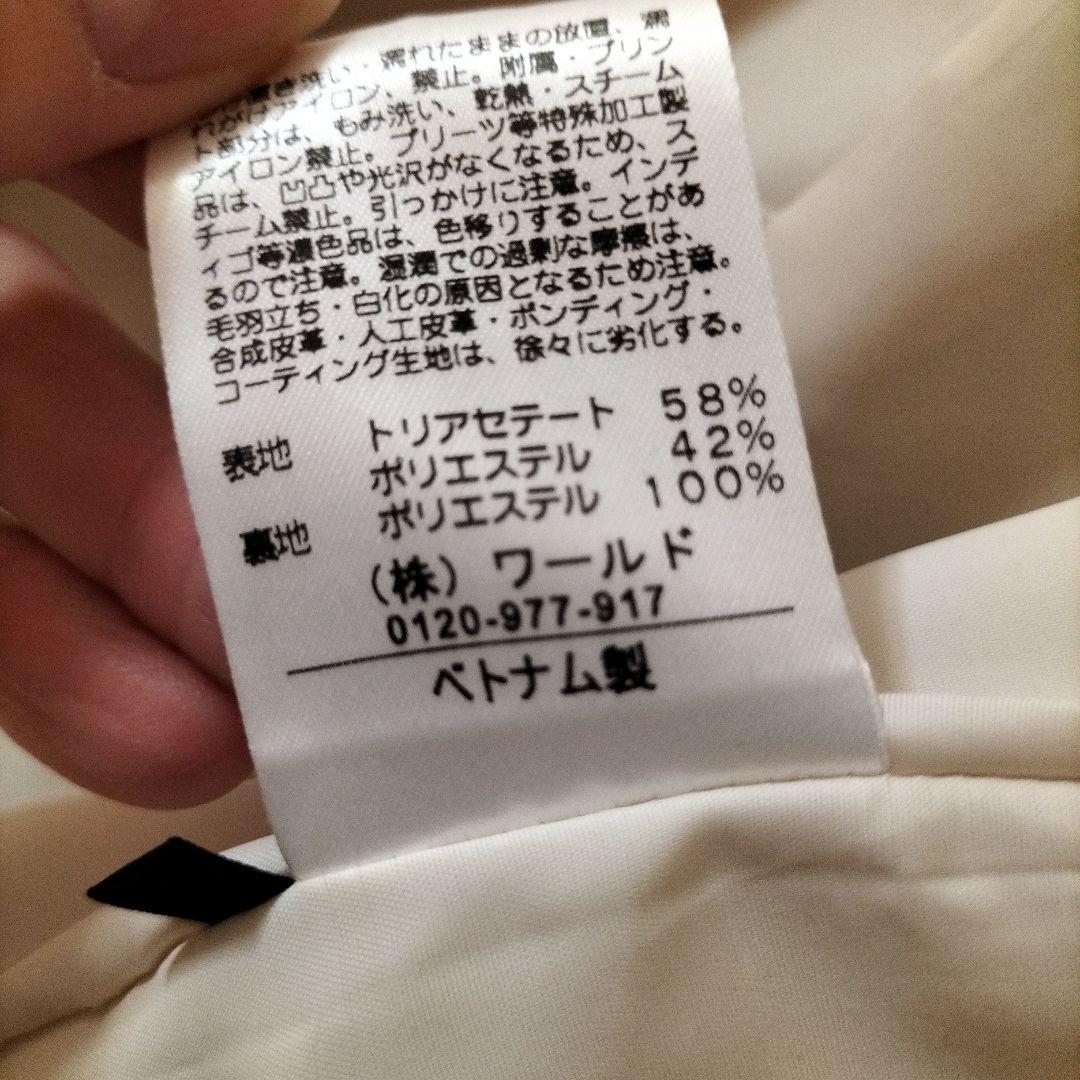 き洗い・濡れたままの放置、濡
れがけアイロン、禁止。附属・プリン
ト部分は、もみ洗い、乾熱・スチーム
アイロン禁止。プリーツ等特殊加工製
品は、凹凸や光沢がなくなるため、ス
チーム禁止。引っかけに注意。インデ
ィゴ等濃色品は、色移りすることがあ
るので注意。湿潤での過剰な摩擦は、
毛羽立ち・白化の原因となるため注意。
合成皮革・人工皮革・ボンディング・
コーティング生地は、徐々に劣化する。
表地 トリアセテート 58%
ポリエステル 42%
裏地 ポリエステル 100%
(株) ワールド
0120-977-917
ベトナム製